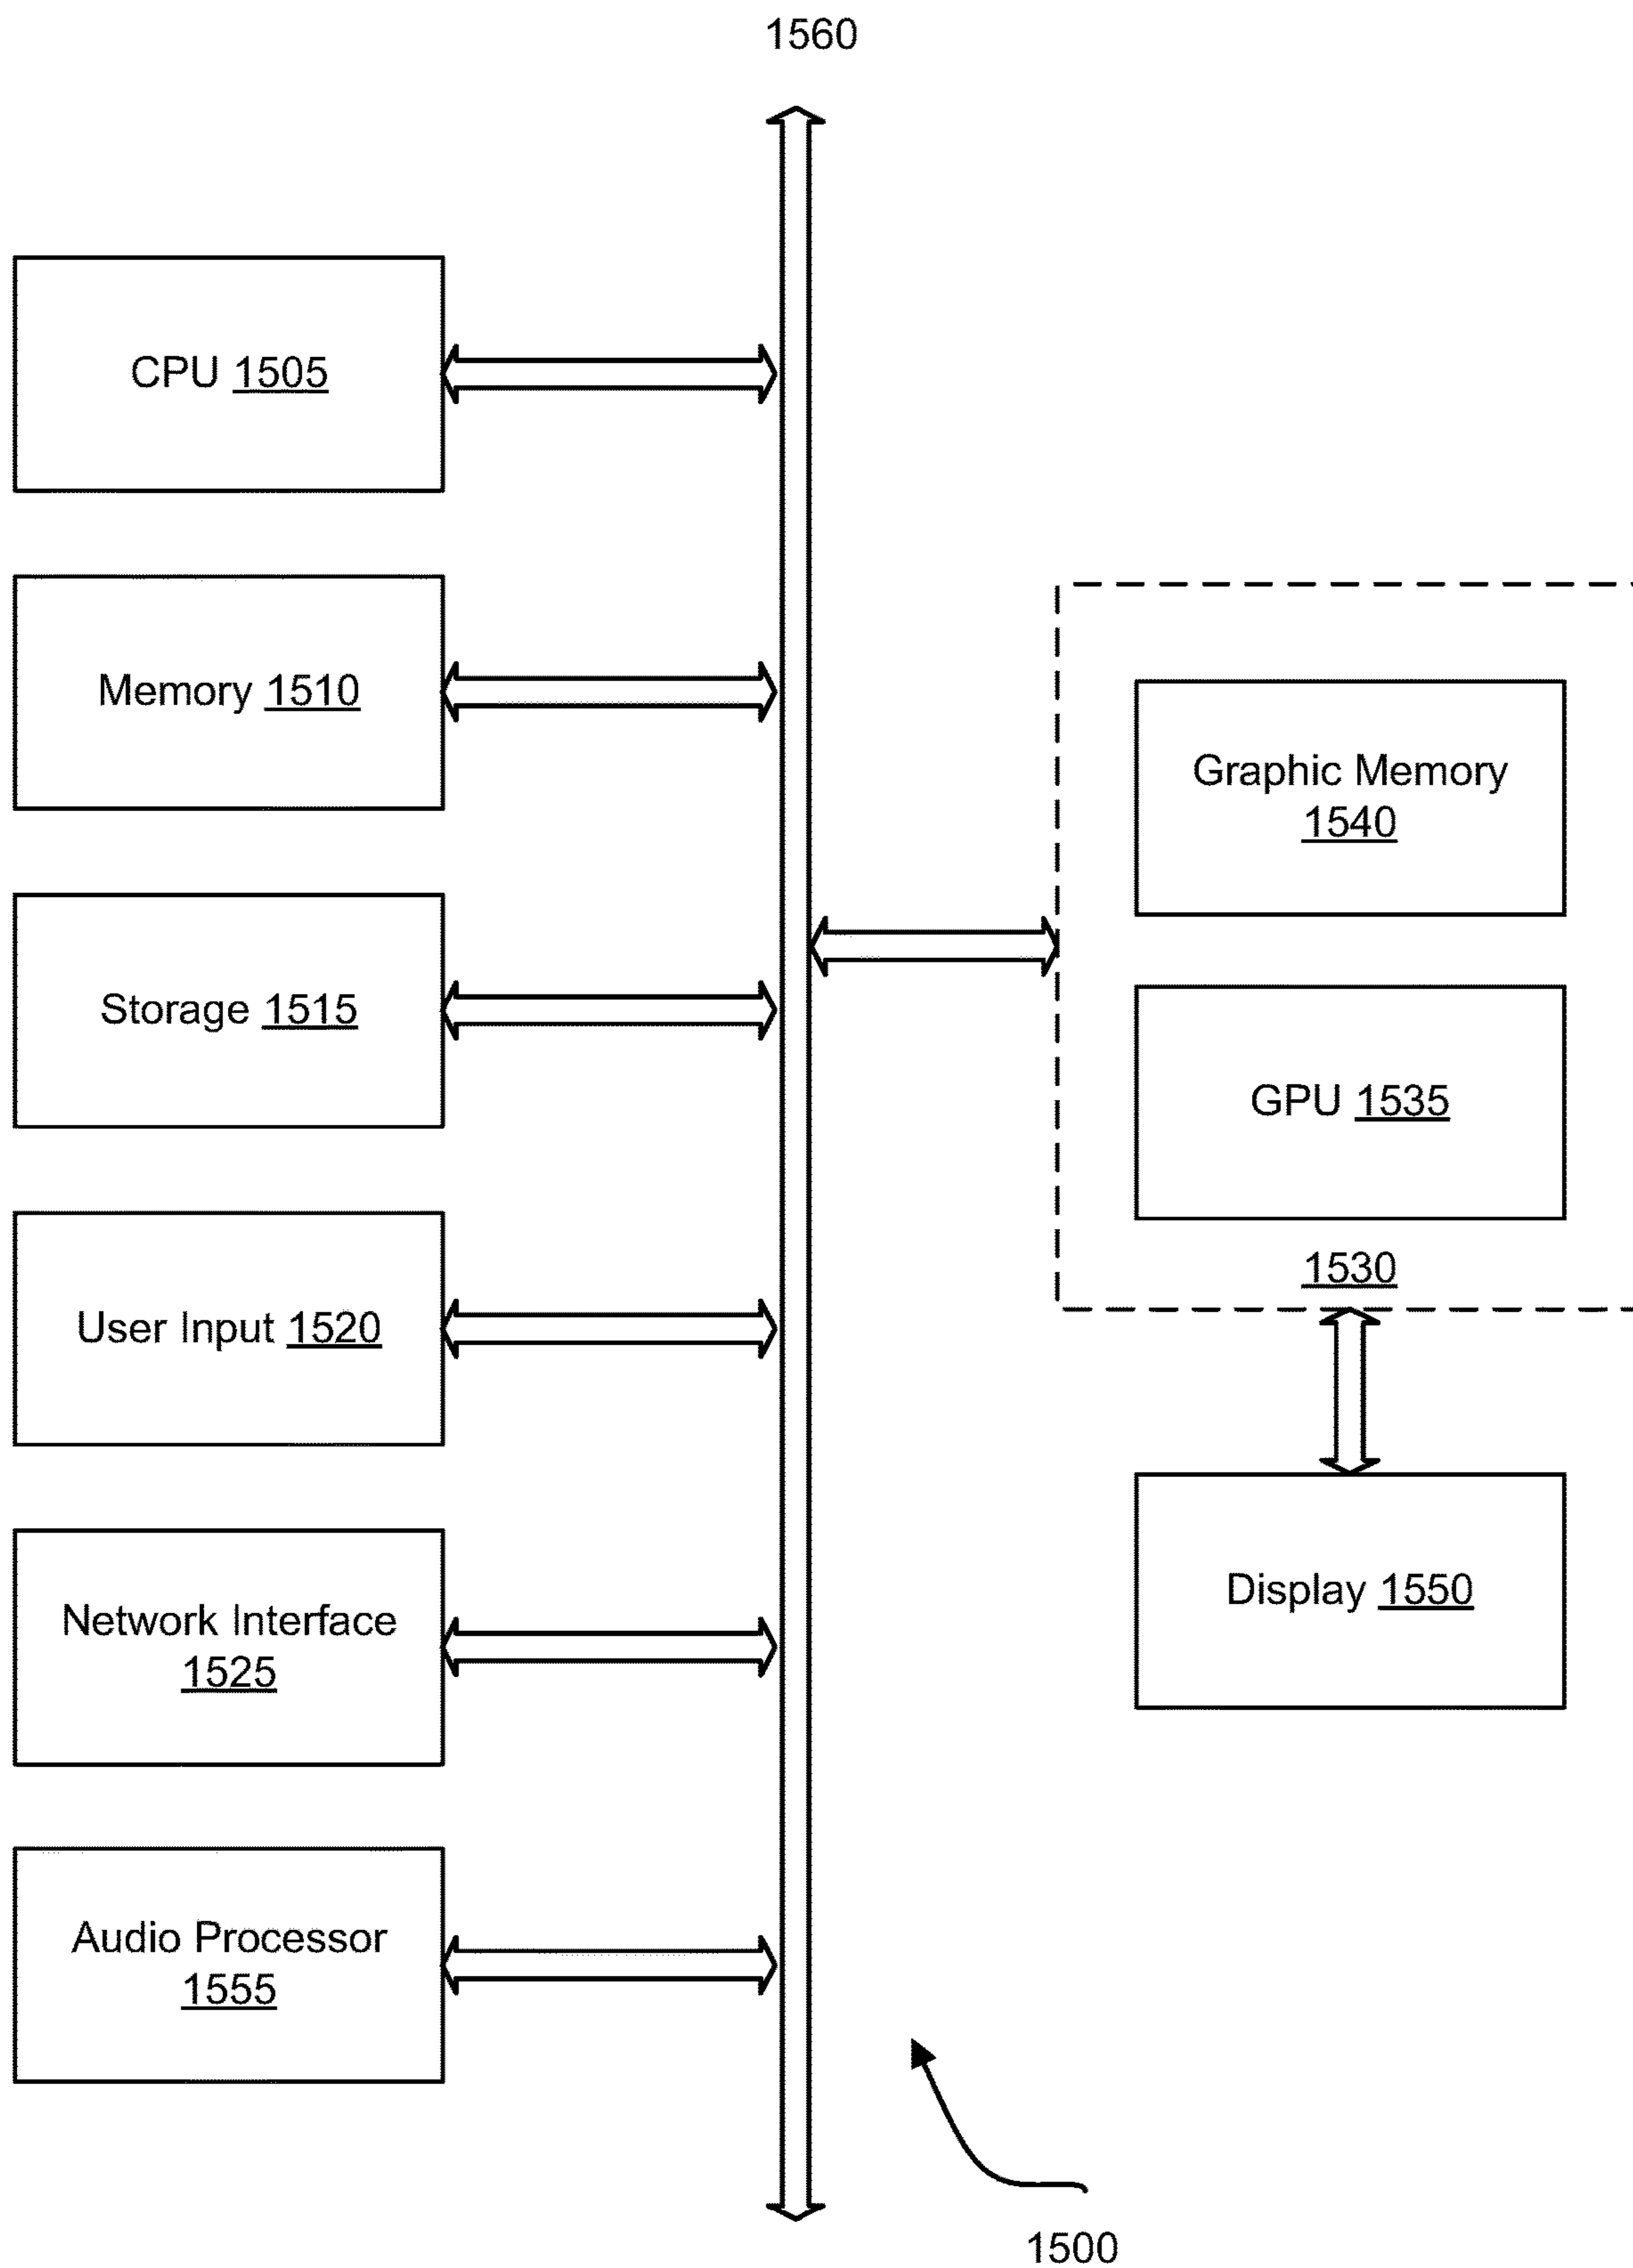 1560
CPU 1505
Memory 1510
Storage 1515
User Input 1520
Network Interface
1525
Audio Processor
1555
Graphic Memory
1540
GPU 1535
1530
Display 1550
1500